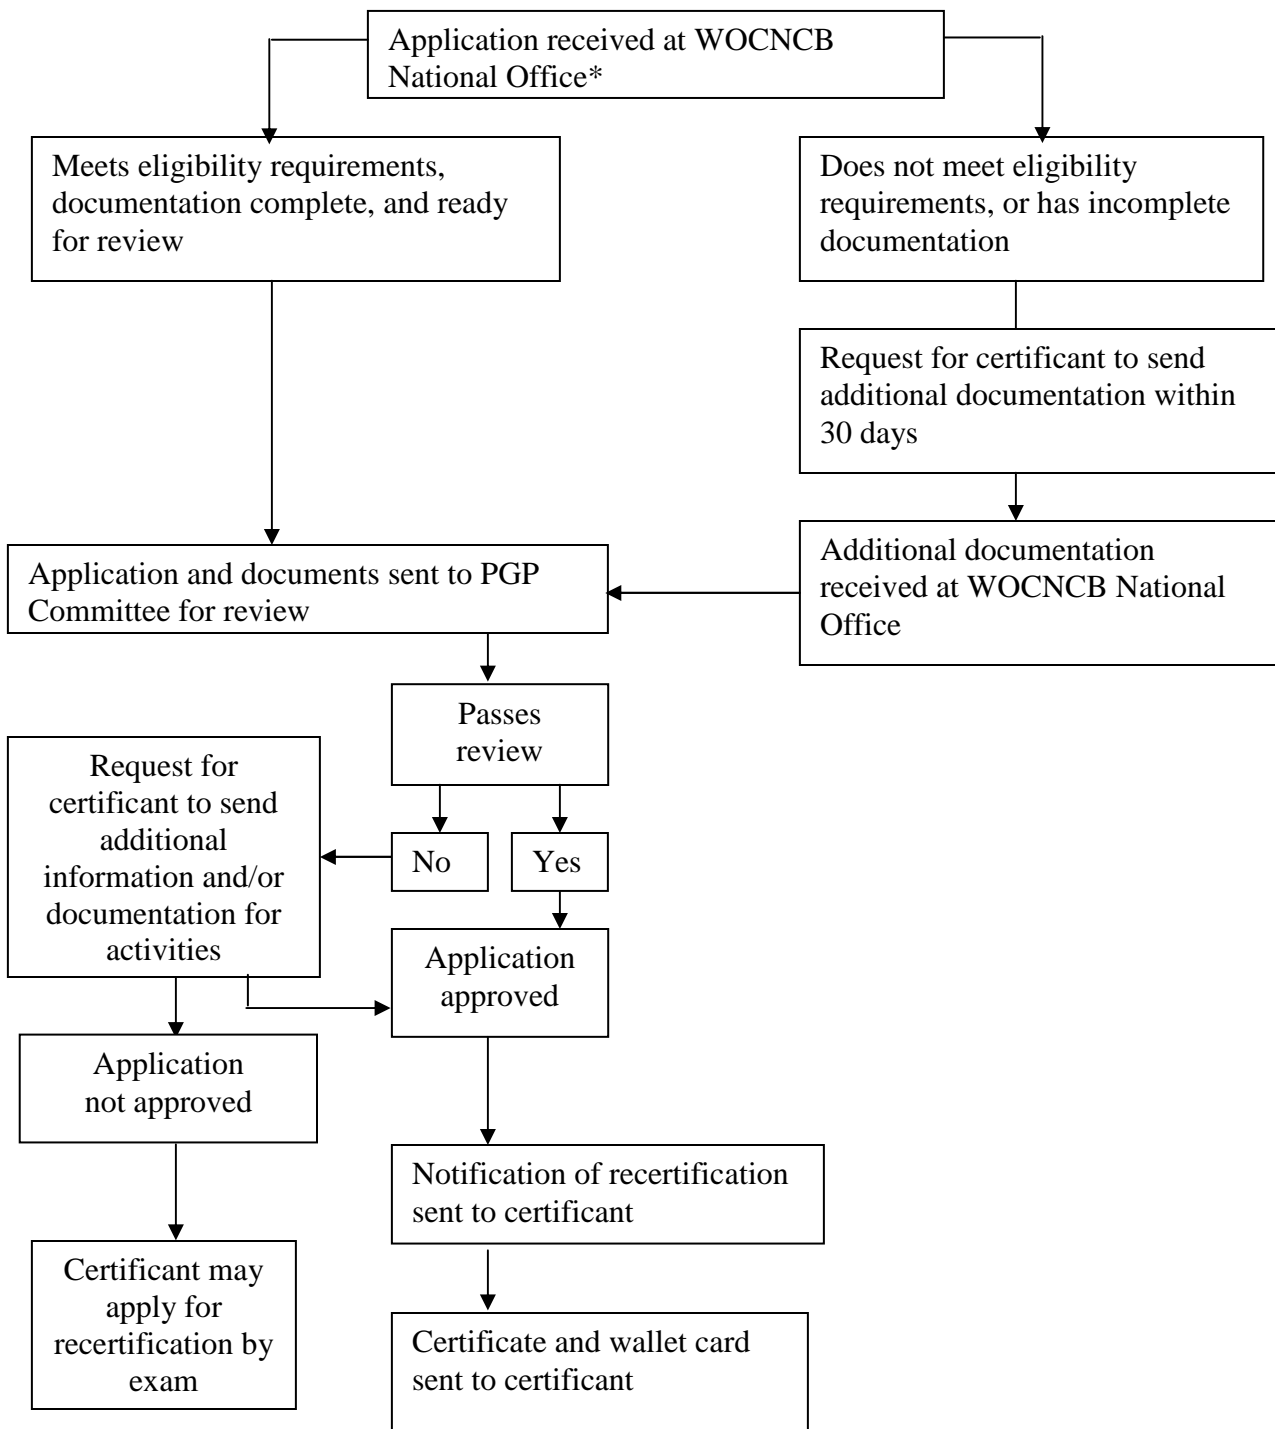 Application received at WOCNCB
National Office*
Meets eligibility requirements,
documentation complete, and ready
for review
Does not meet eligibility
requirements, or has incomplete
documentation
Request for certificant to send
additional documentation within
30 days
Additional documentation
received at WOCNCB National
Office
Application and documents sent to PGP
Committee for review
Passes
review
No
Yes
Request for
certificant to send
additional
information and/or
documentation for
activities
Application
approved
Application
not approved
Notification of recertification
sent to certificant
Certificant may
apply for
recertification by
exam
Certificate and wallet card
sent to certificant